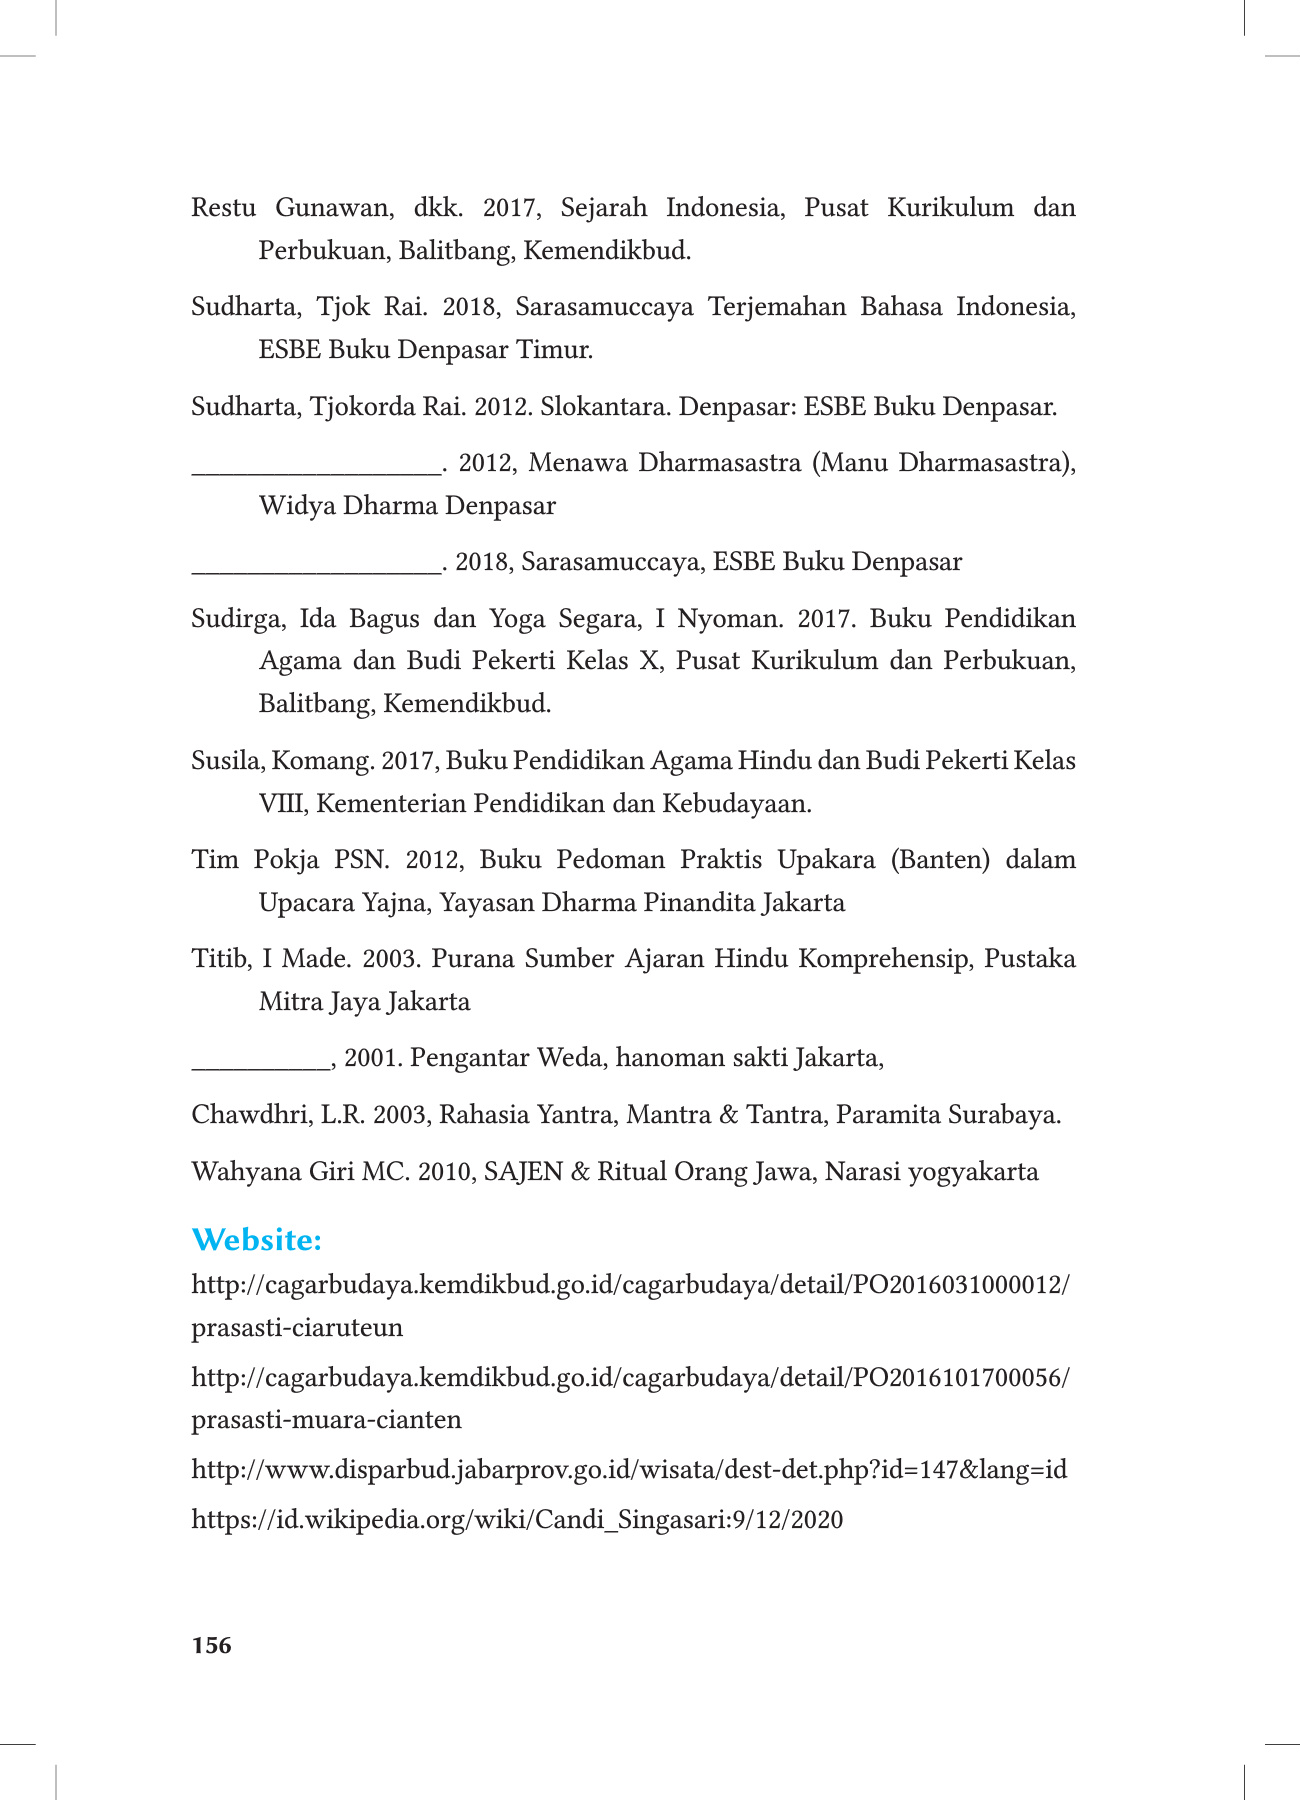 Restu Gunawan, dkk. 2017, Sejarah Indonesia, Pusat Kurikulum dan
Perbukuan, Balitbang, Kemendikbud.
Sudharta, Tjok Rai. 2018, Sarasamuccaya Terjemahan Bahasa Indonesia,
ESBE Buku Denpasar Timur.
Sudharta, Tjokorda Rai. 2012. Slokantara. Denpasar: ESBE Buku Denpasar.
__________________. 2012, Menawa Dharmasastra (Manu Dharmasastra),
Widya Dharma Denpasar
__________________. 2018, Sarasamuccaya, ESBE Buku Denpasar
Sudirga, Ida Bagus dan Yoga Segara, I Nyoman. 2017. Buku Pendidikan
Agama dan Budi Pekerti Kelas X, Pusat Kurikulum dan Perbukuan,
Balitbang, Kemendikbud.
Susila, Komang. 2017, Buku Pendidikan Agama Hindu dan Budi Pekerti Kelas
VIII, Kementerian Pendidikan dan Kebudayaan.
Tim Pokja PSN. 2012, Buku Pedoman Praktis Upakara (Banten) dalam
Upacara Yajna, Yayasan Dharma Pinandita Jakarta
Titib, I Made. 2003. Purana Sumber Ajaran Hindu Komprehensip, Pustaka
Mitra Jaya Jakarta
__________, 2001. Pengantar Weda, hanoman sakti Jakarta,
Chawdhri, L.R. 2003, Rahasia Yantra, Mantra & Tantra, Paramita Surabaya.
Wahyana Giri MC. 2010, SAJEN & Ritual Orang Jawa, Narasi yogyakarta
Website:
http://cagarbudaya.kemdikbud.go.id/cagarbudaya/detail/PO2016031000012/
prasasti-ciaruteun
http://cagarbudaya.kemdikbud.go.id/cagarbudaya/detail/PO2016101700056/
prasasti-muara-cianten
http://www.disparbud.jabarprov.go.id/wisata/dest-det.php?id=147&lang=id
https://id.wikipedia.org/wiki/Candi_Singasari:9/12/2020
156